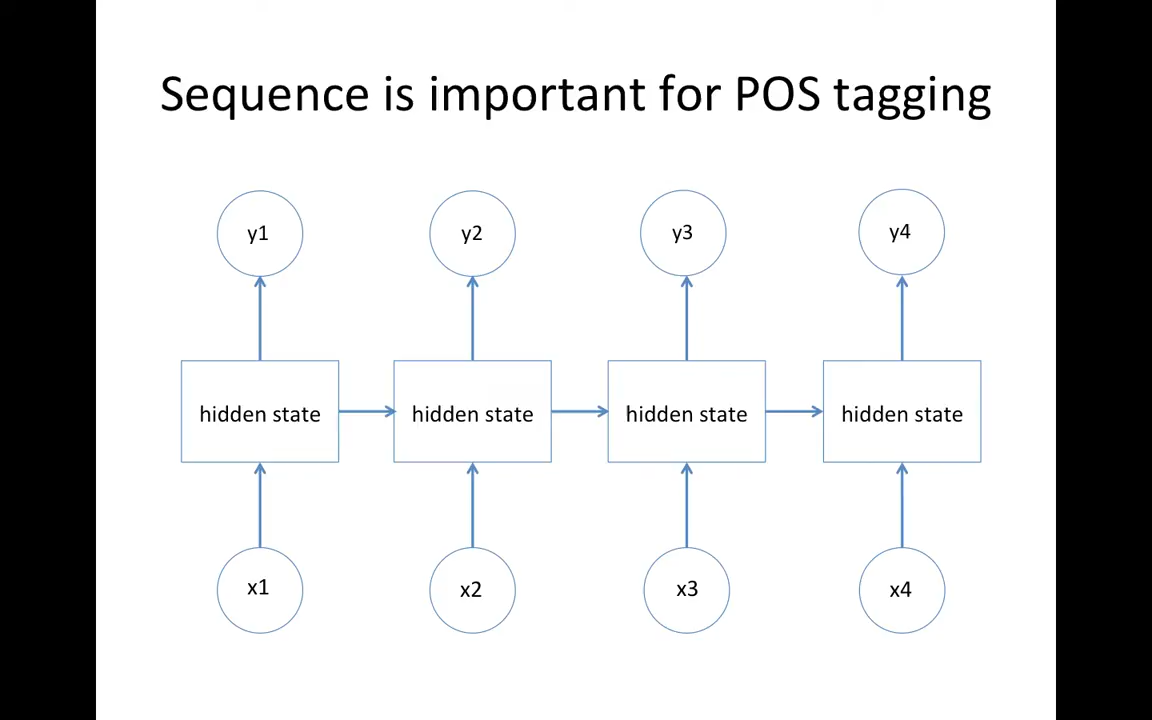 Sequence is important for POS tagging
y1 y2 y3 y4
hidden state hidden state hidden state hidden state
x1 x2 x3 x4